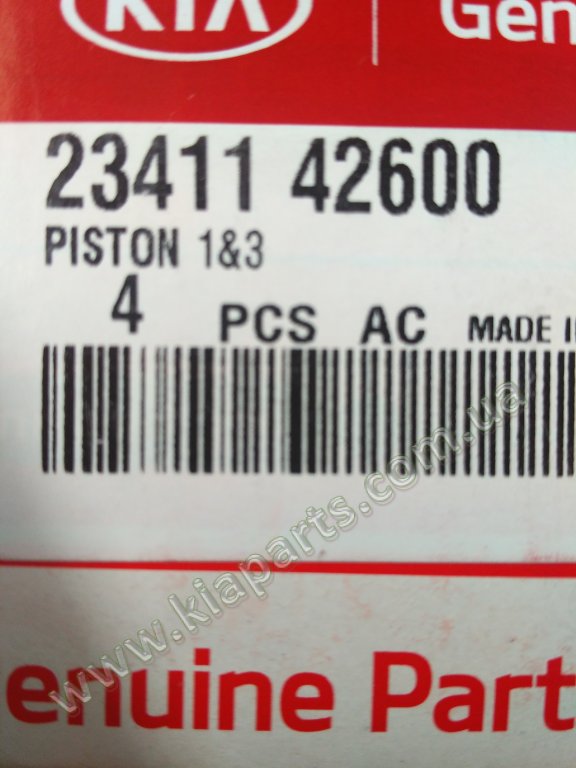 KIA
Gen
23411 42600
PISTON 1&3
4 PCS AC MADE I
www.kiaparts.com.ua
enuine Part